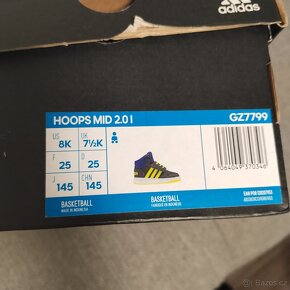 adidas
HOOPS MID 2.0 I
GZ7799
US
8K
UK
7½K
F
25
D
25
J
145
CHN
145
BASKETBALL
MADE IN INDONESIA
BASKETBALL
FABRIQUÉ EN INDONÉSIE
4 064049 370346
Bazos.cz